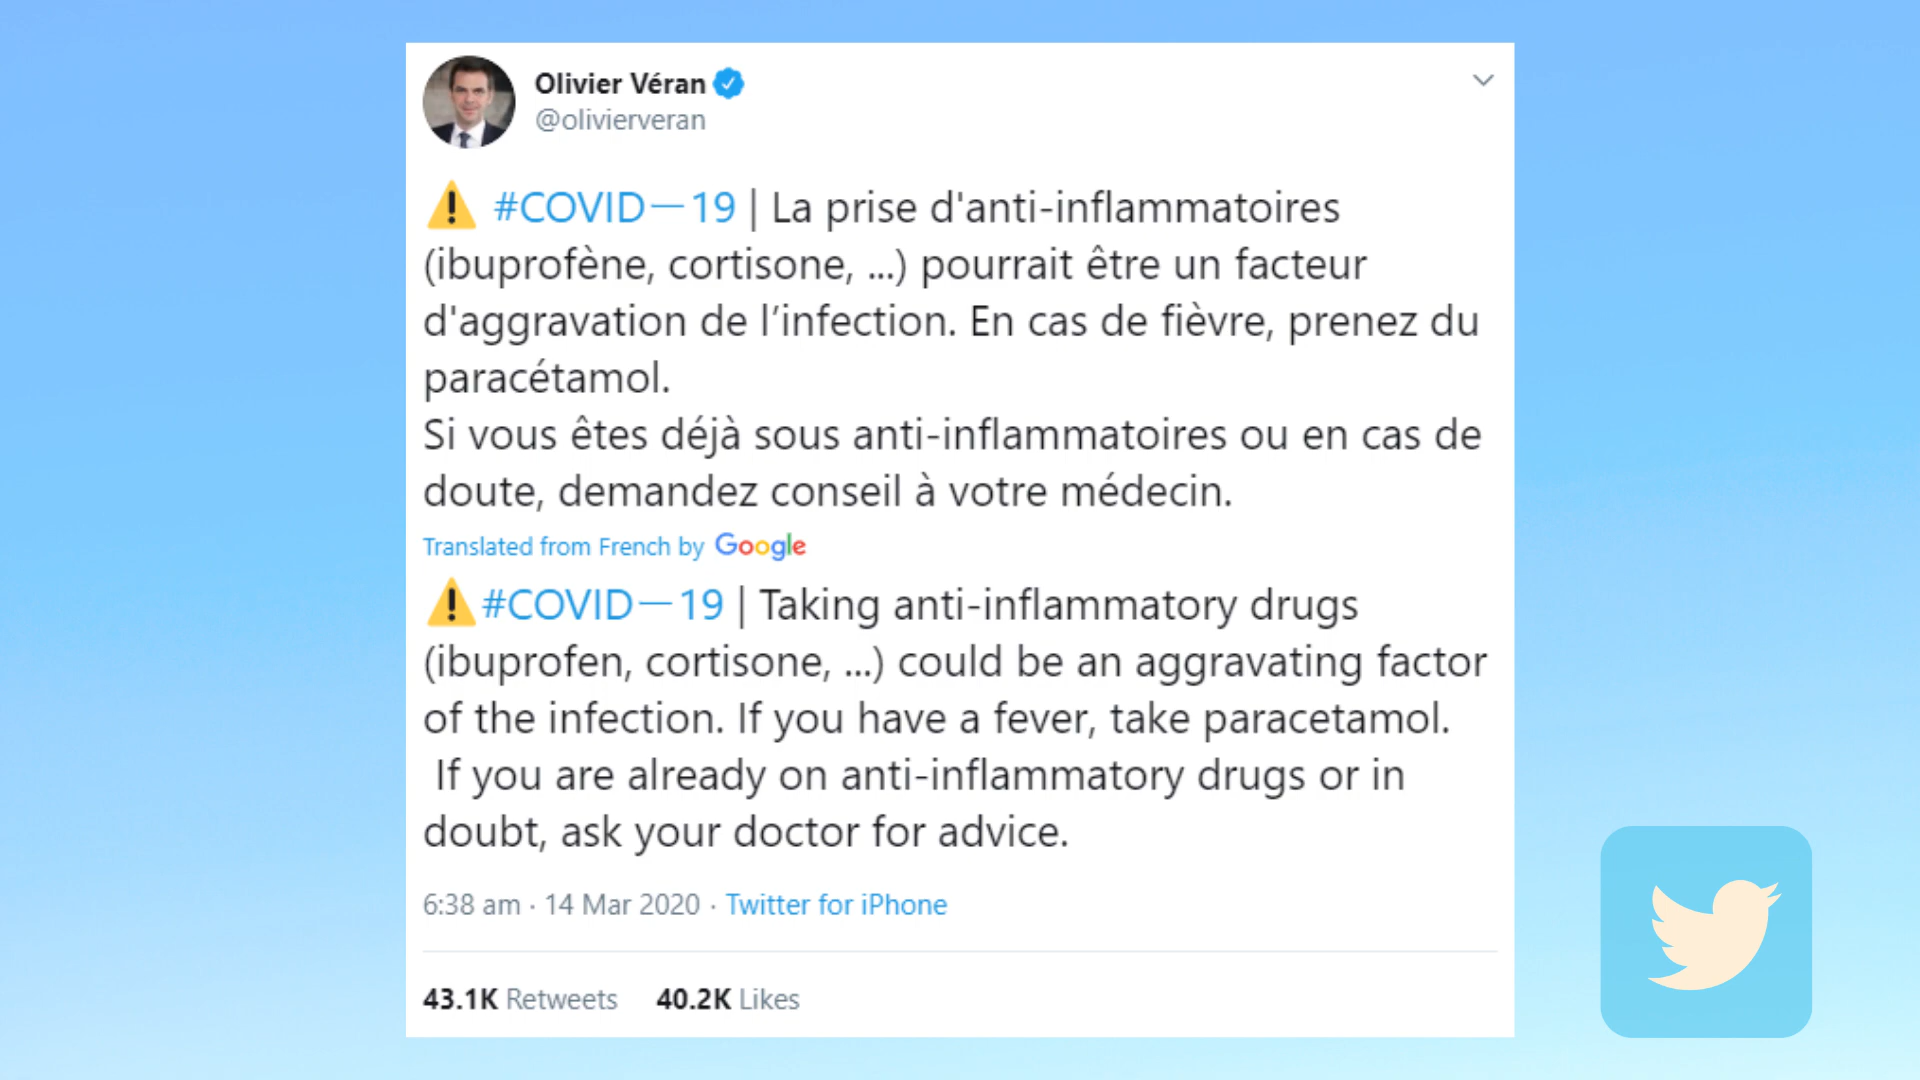 Olivier Véran
@olivierveran
⚠ #COVID—19 | La prise d'anti-inflammatoires
(ibuprofène, cortisone, ...) pourrait être un facteur
d'aggravation de l’infection. En cas de fièvre, prenez du
paracétamol.
Si vous êtes déjà sous anti-inflammatoires ou en cas de
doute, demandez conseil à votre médecin.
Translated from French by Google
⚠#COVID—19 | Taking anti-inflammatory drugs
(ibuprofen, cortisone, ...) could be an aggravating factor
of the infection. If you have a fever, take paracetamol.
If you are already on anti-inflammatory drugs or in
doubt, ask your doctor for advice.
6:38 am · 14 Mar 2020 · Twitter for iPhone
43.1K Retweets 40.2K Likes